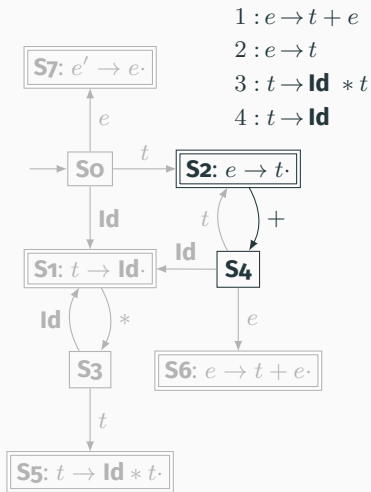 1 : e → t + e
2 : e → t
3 : t → Id * t
4 : t → Id
S7: e′ → e·
e
S0
t
S2: e → t·
Id
t
+
S1: t → Id·
Id
S4
Id
*
e
S3
S6: e → t + e·
t
S5: t → Id * t·